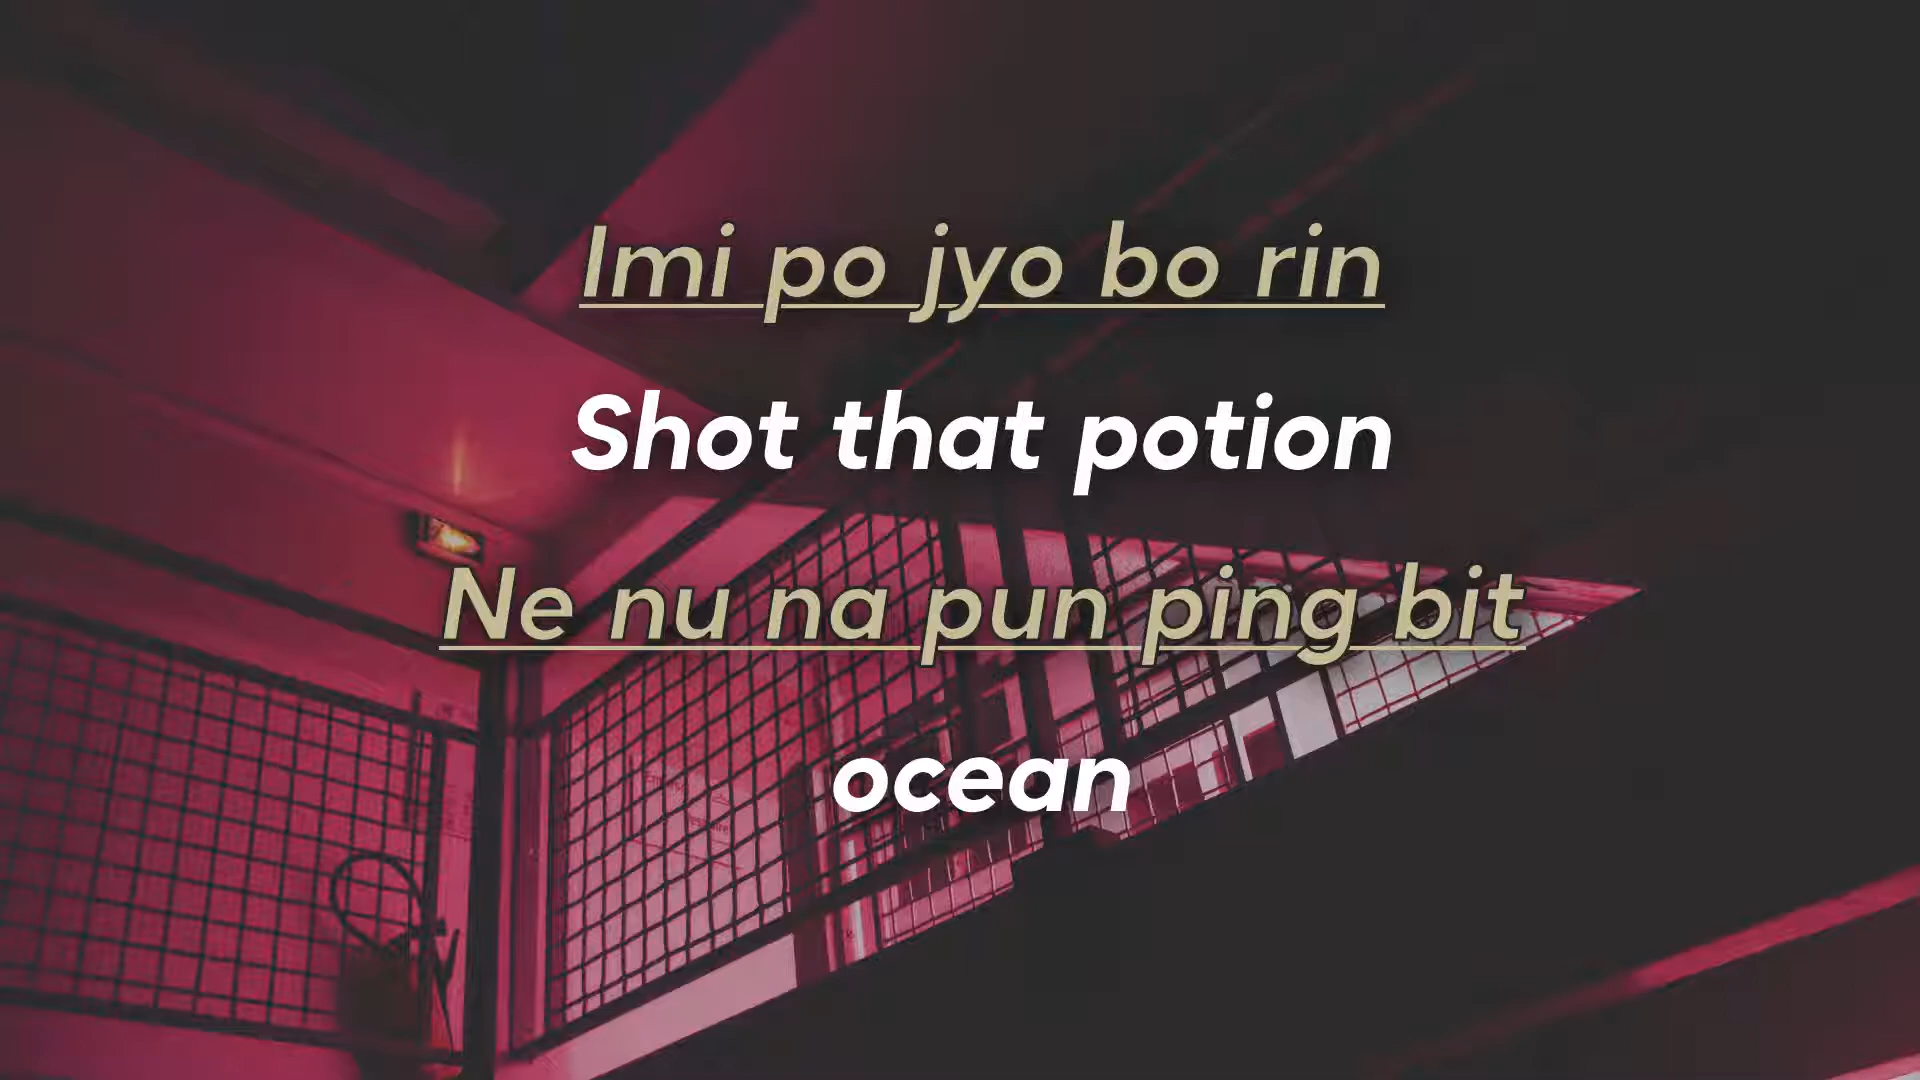 Imi po jyo bo rin
Shot that potion
Ne nu na pun ping bit
ocean